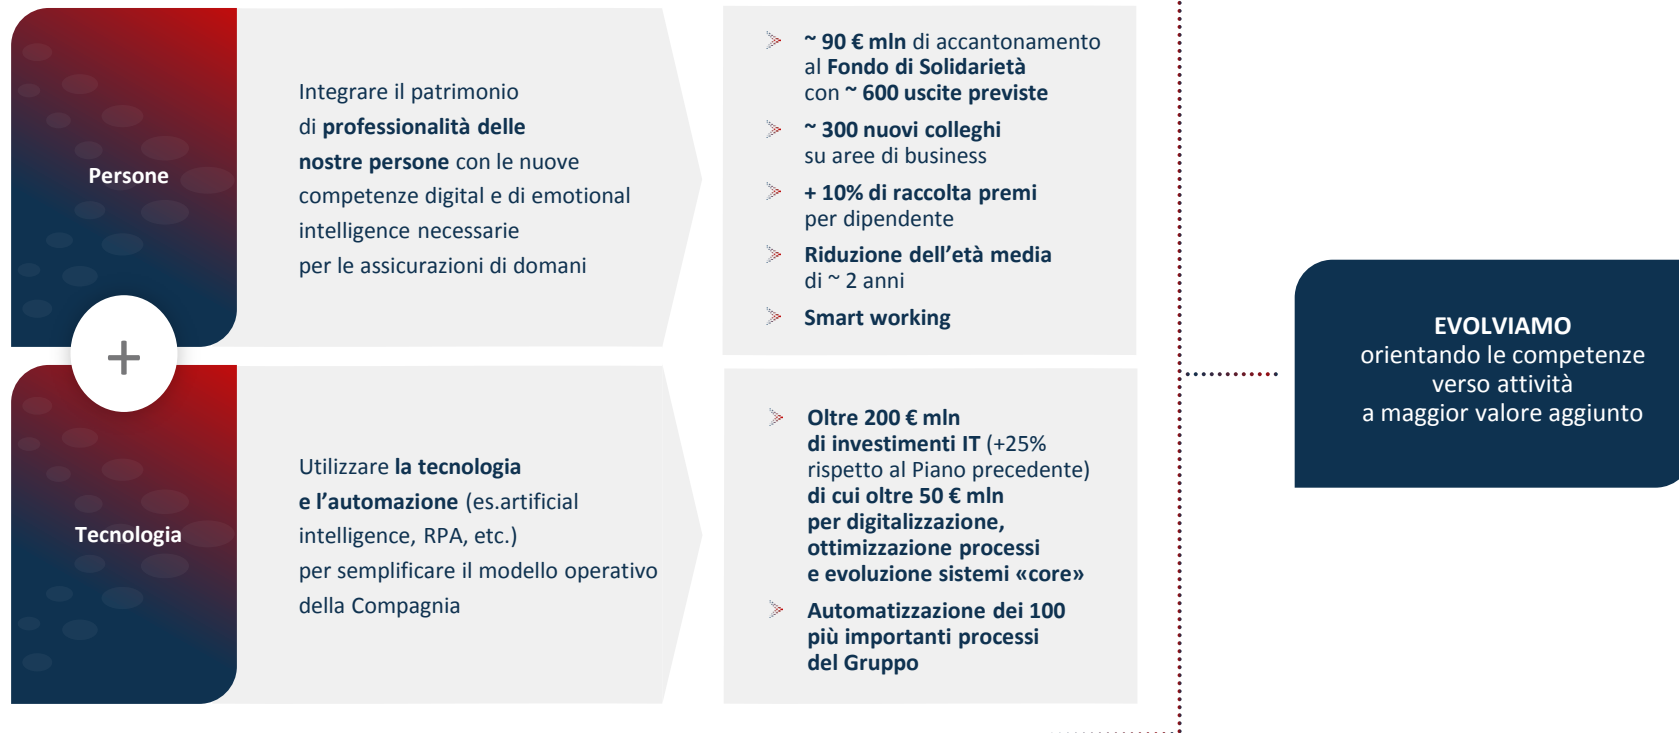 Persone
Integrare il patrimonio
di professionalità delle
nostre persone con le nuove
competenze digital e di emotional
intelligence necessarie
per le assicurazioni di domani
~ 90 € mln di accantonamento
al Fondo di Solidarietà
con ~ 600 uscite previste
~ 300 nuovi colleghi
su aree di business
+ 10% di raccolta premi
per dipendente
Riduzione dell’età media
di ~ 2 anni
Smart working
+
Tecnologia
Utilizzare la tecnologia
e l’automazione (es.artificial
intelligence, RPA, etc.)
per semplificare il modello operativo
della Compagnia
Oltre 200 € mln
di investimenti IT (+25%
rispetto al Piano precedente)
di cui oltre 50 € mln
per digitalizzazione,
ottimizzazione processi
e evoluzione sistemi «core»
Automatizzazione dei 100
più importanti processi
del Gruppo
EVOLVIAMO
orientando le competenze
verso attività
a maggior valore aggiunto